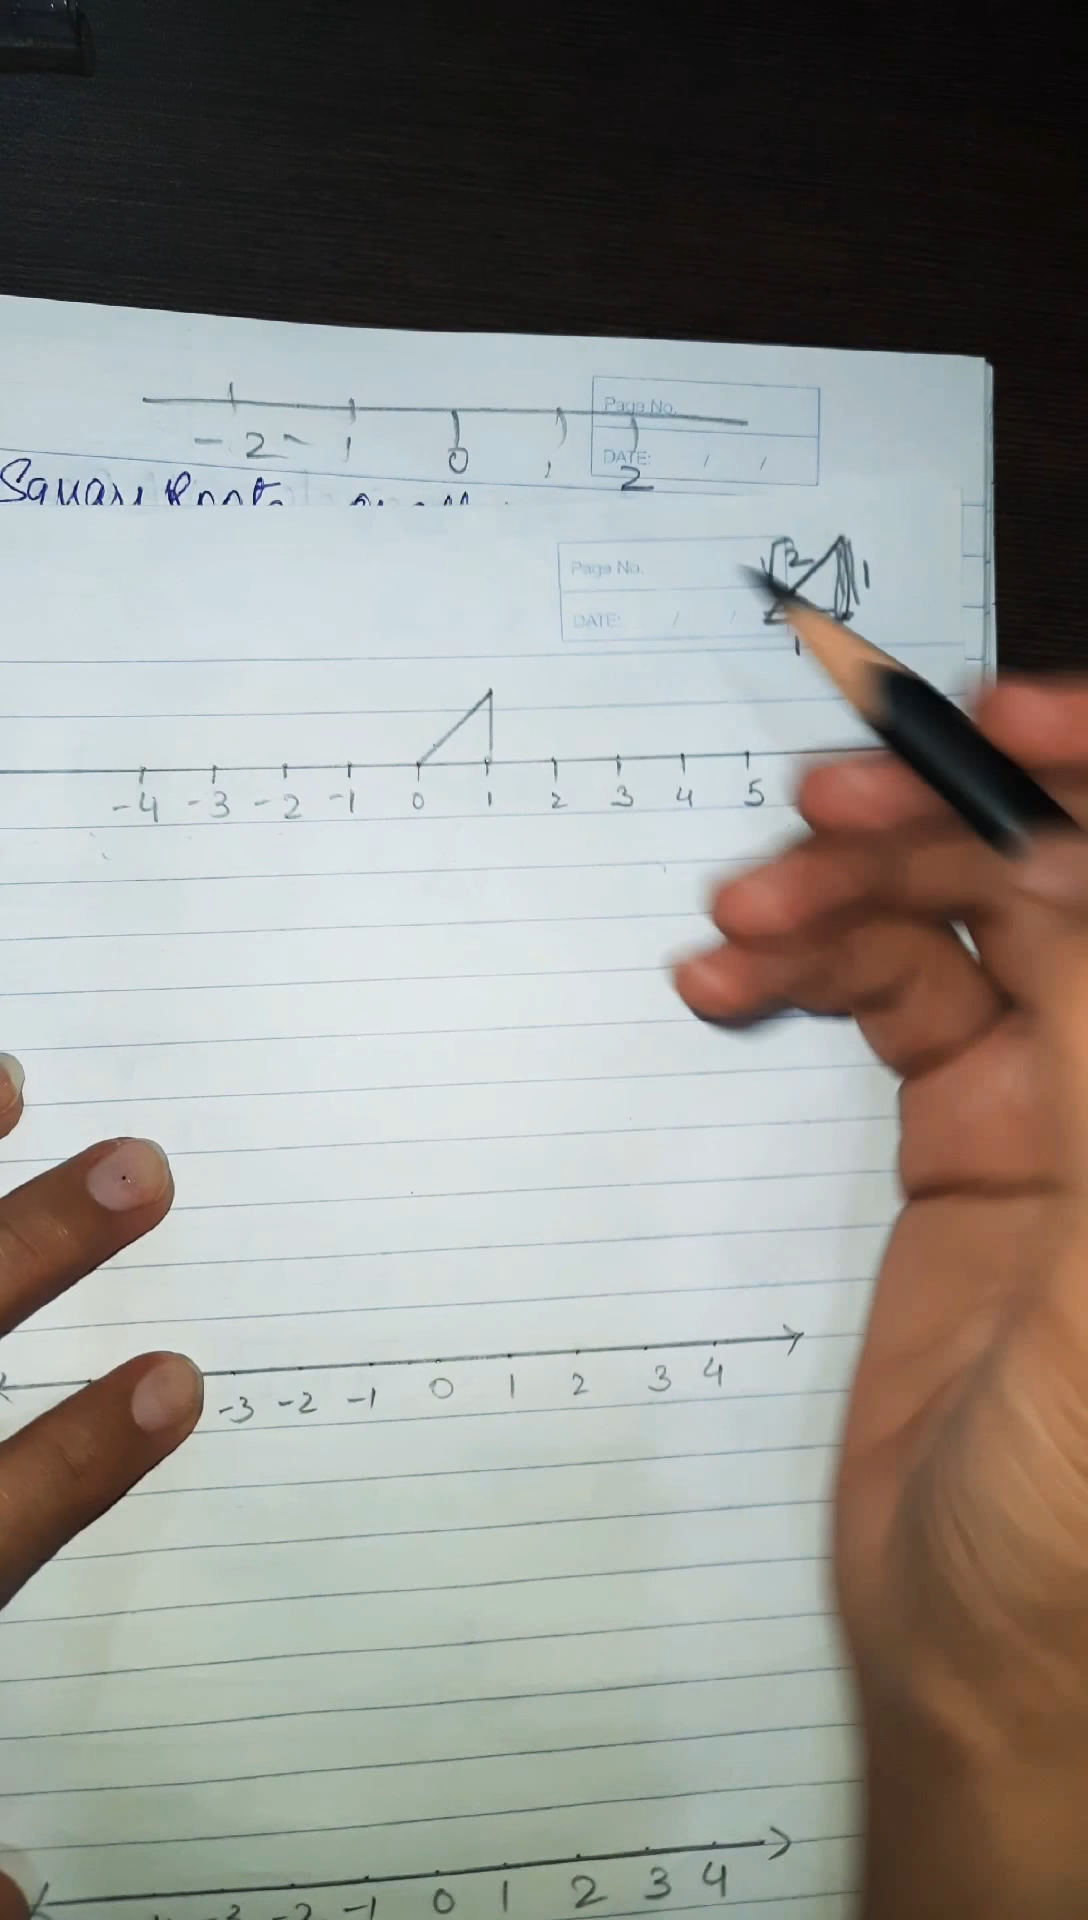 Page No.
-2 -1 0 1 2
DATE: / /
Square Root
Page No. √2 1
DATE: / /
1
-4 -3 -2 -1 0 1 2 3 4 5
-3 -2 -1 0 1 2 3 4
-2 -1 0 1 2 3 4